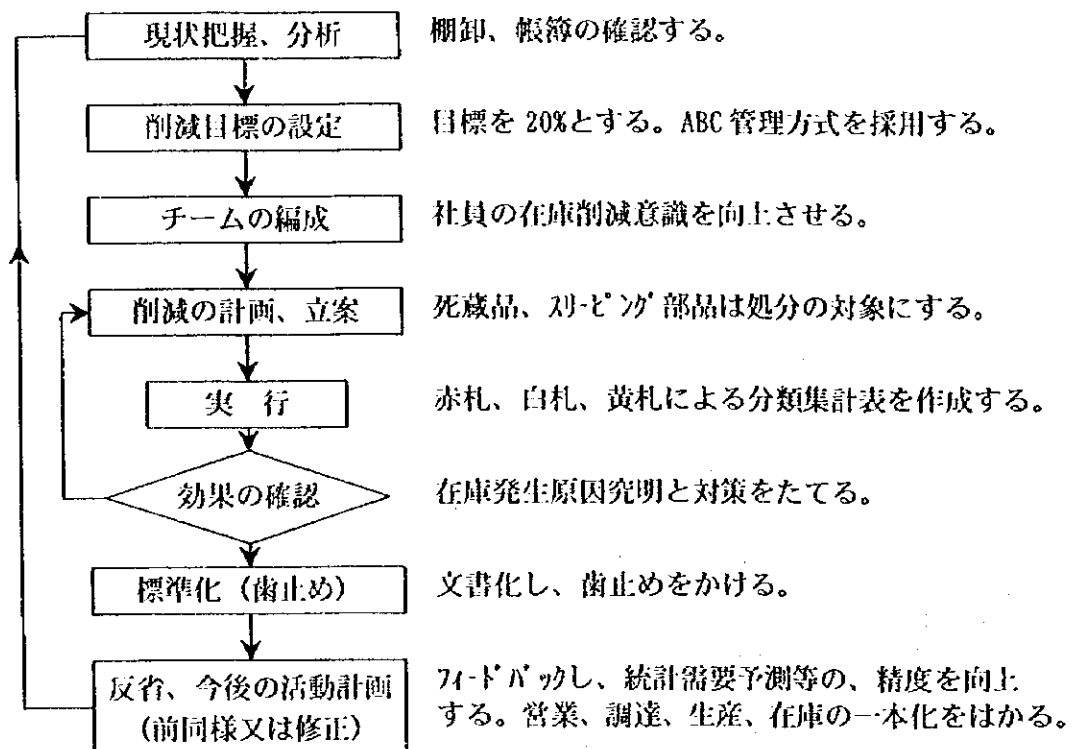 現状把握、分析 棚卸、帳簿の確認する。
削減目標の設定 目標を 20%とする。ABC管理方式を採用する。
チームの編成 社員の在庫削減意識を向上させる。
削減の計画、立案 死蔵品、ｽﾘｰﾋﾟﾝｸﾞ部品は処分の対象にする。
実 行 赤札、白札、黄札による分類集計表を作成する。
効果の確認 在庫発生原因究明と対策をたてる。
標準化（歯止め） 文書化し、歯止めをかける。
反省、今後の活動計画
（前同様又は修正）
ﾌｨｰﾄﾞﾊﾞｯｸし、統計需要予測等の、精度を向上
する。営業、調達、生産、在庫の一本化をはかる。